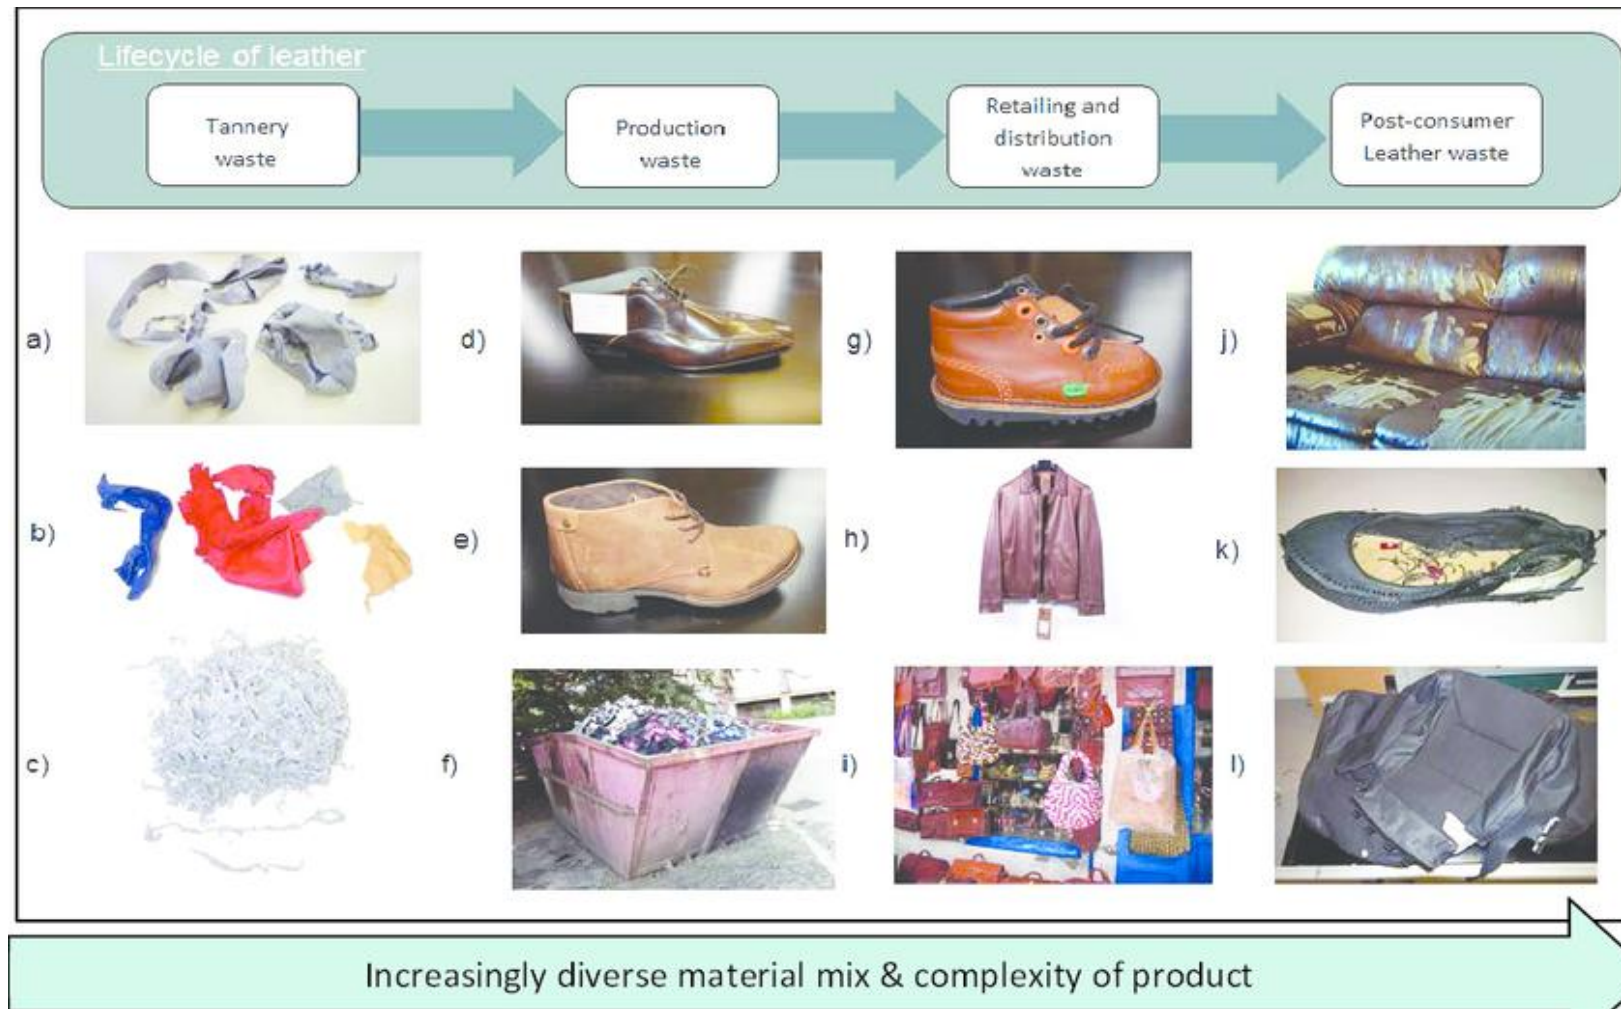 Lifecycle of leather
Tannery
waste
Production
waste
Retailing and
distribution
waste
Post-consumer
Leather waste
a)
d)
g)
j)
b)
e)
h)
k)
c)
f)
i)
l)
Increasingly diverse material mix & complexity of product